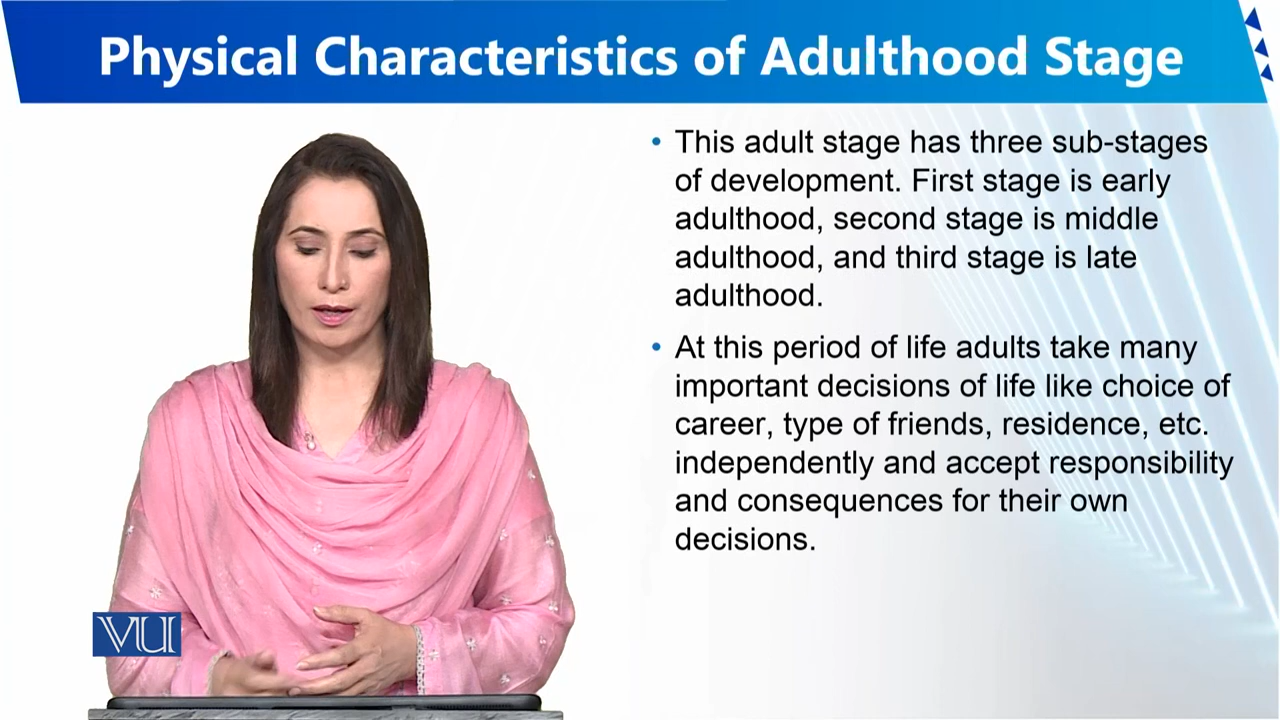 Physical Characteristics of Adulthood Stage
• This adult stage has three sub-stages
of development. First stage is early
adulthood, second stage is middle
adulthood, and third stage is late
adulthood.
• At this period of life adults take many
important decisions of life like choice of
career, type of friends, residence, etc.
independently and accept responsibility
and consequences for their own
decisions.
VU